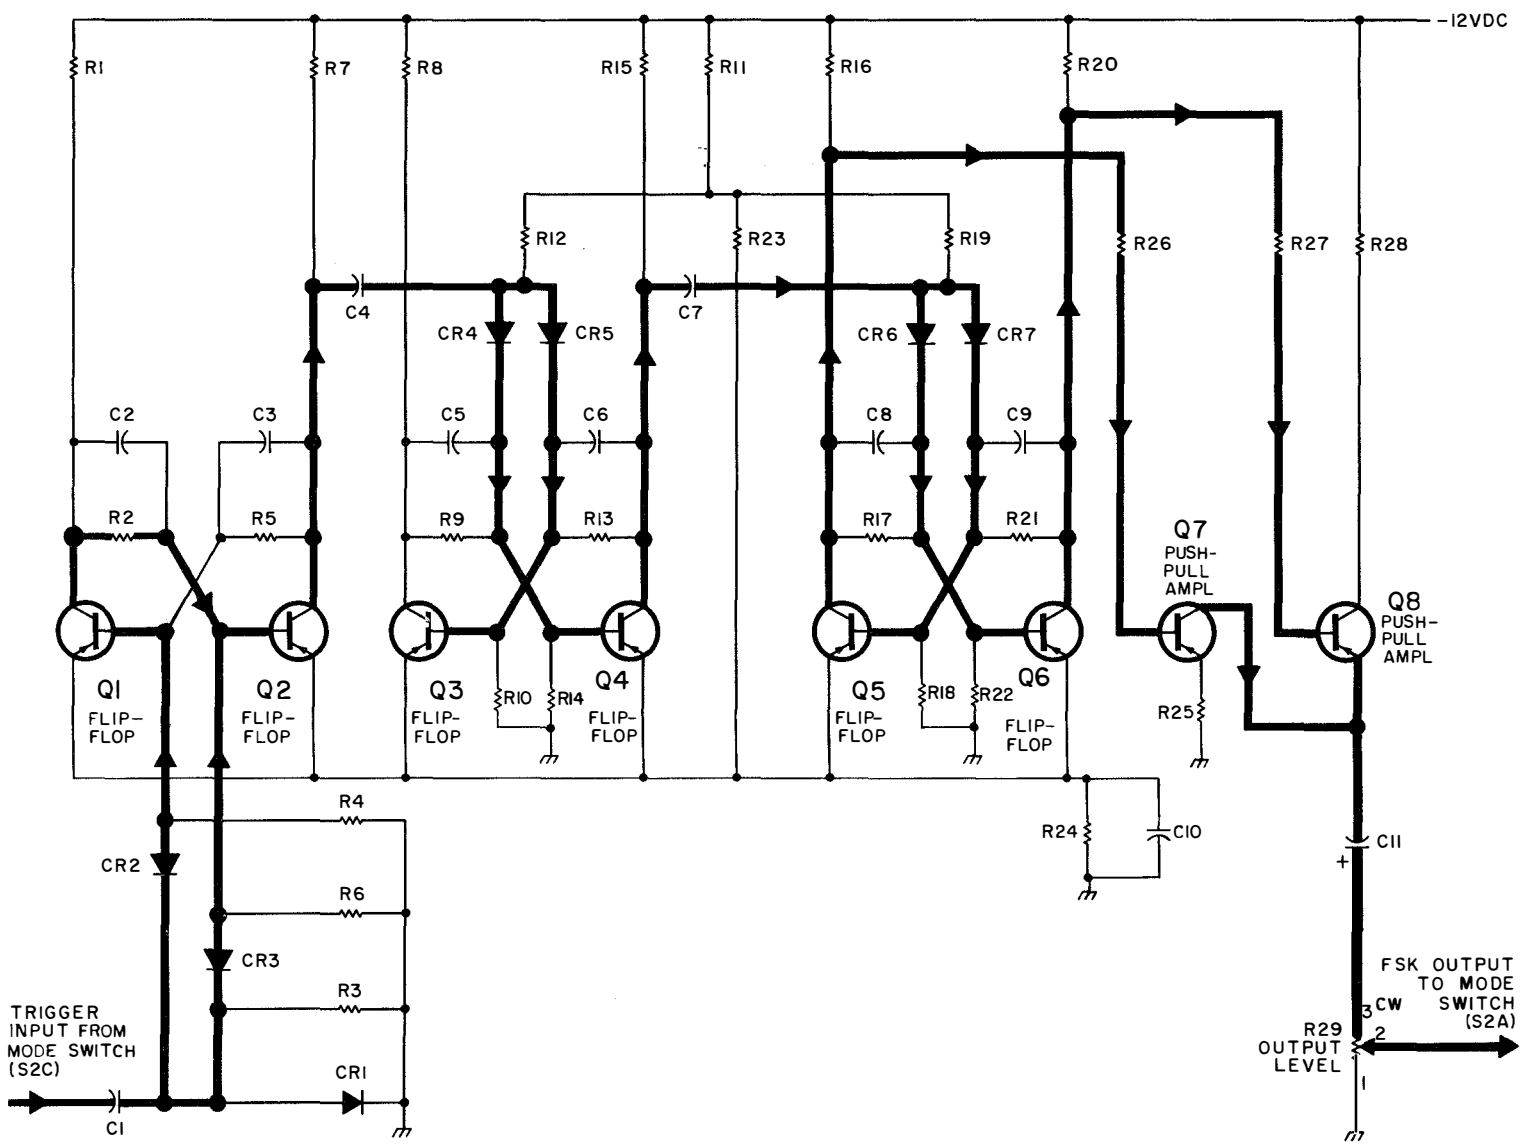 -12VDC
R1
R7
R8
R15
R11
R16
R20
R12
R23
R19
R26
R27
R28
C4
C7
CR4
CR5
CR6
CR7
C2
C3
C5
C6
C8
C9
R2
R5
R9
R13
R17
R21
Q7
PUSH-
PULL
AMPL
Q8
PUSH-
PULL
AMPL
Q1
FLIP-
FLOP
Q2
FLIP-
FLOP
Q3
FLIP-
FLOP
R10
R14
Q4
FLIP-
FLOP
Q5
FLIP-
FLOP
R18
R22
Q6
FLIP-
FLOP
R25
R4
CR2
R6
CR3
R3
CR1
R24
C10
C11
+
TRIGGER
INPUT FROM
MODE SWITCH
(S2C)
C1
FSK OUTPUT
TO MODE
SWITCH
(S2A)
3 CW
2
R29
OUTPUT
LEVEL
1